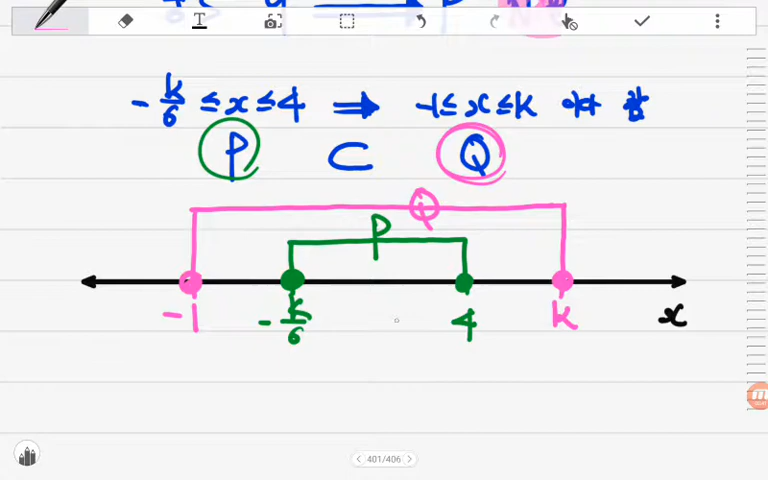 T
-k/6 ≤ x ≤ 4 ⇒ -1 ≤ x ≤ k
P ⊂ Q
Q
P
-1 -k/6 4 k x
401/406